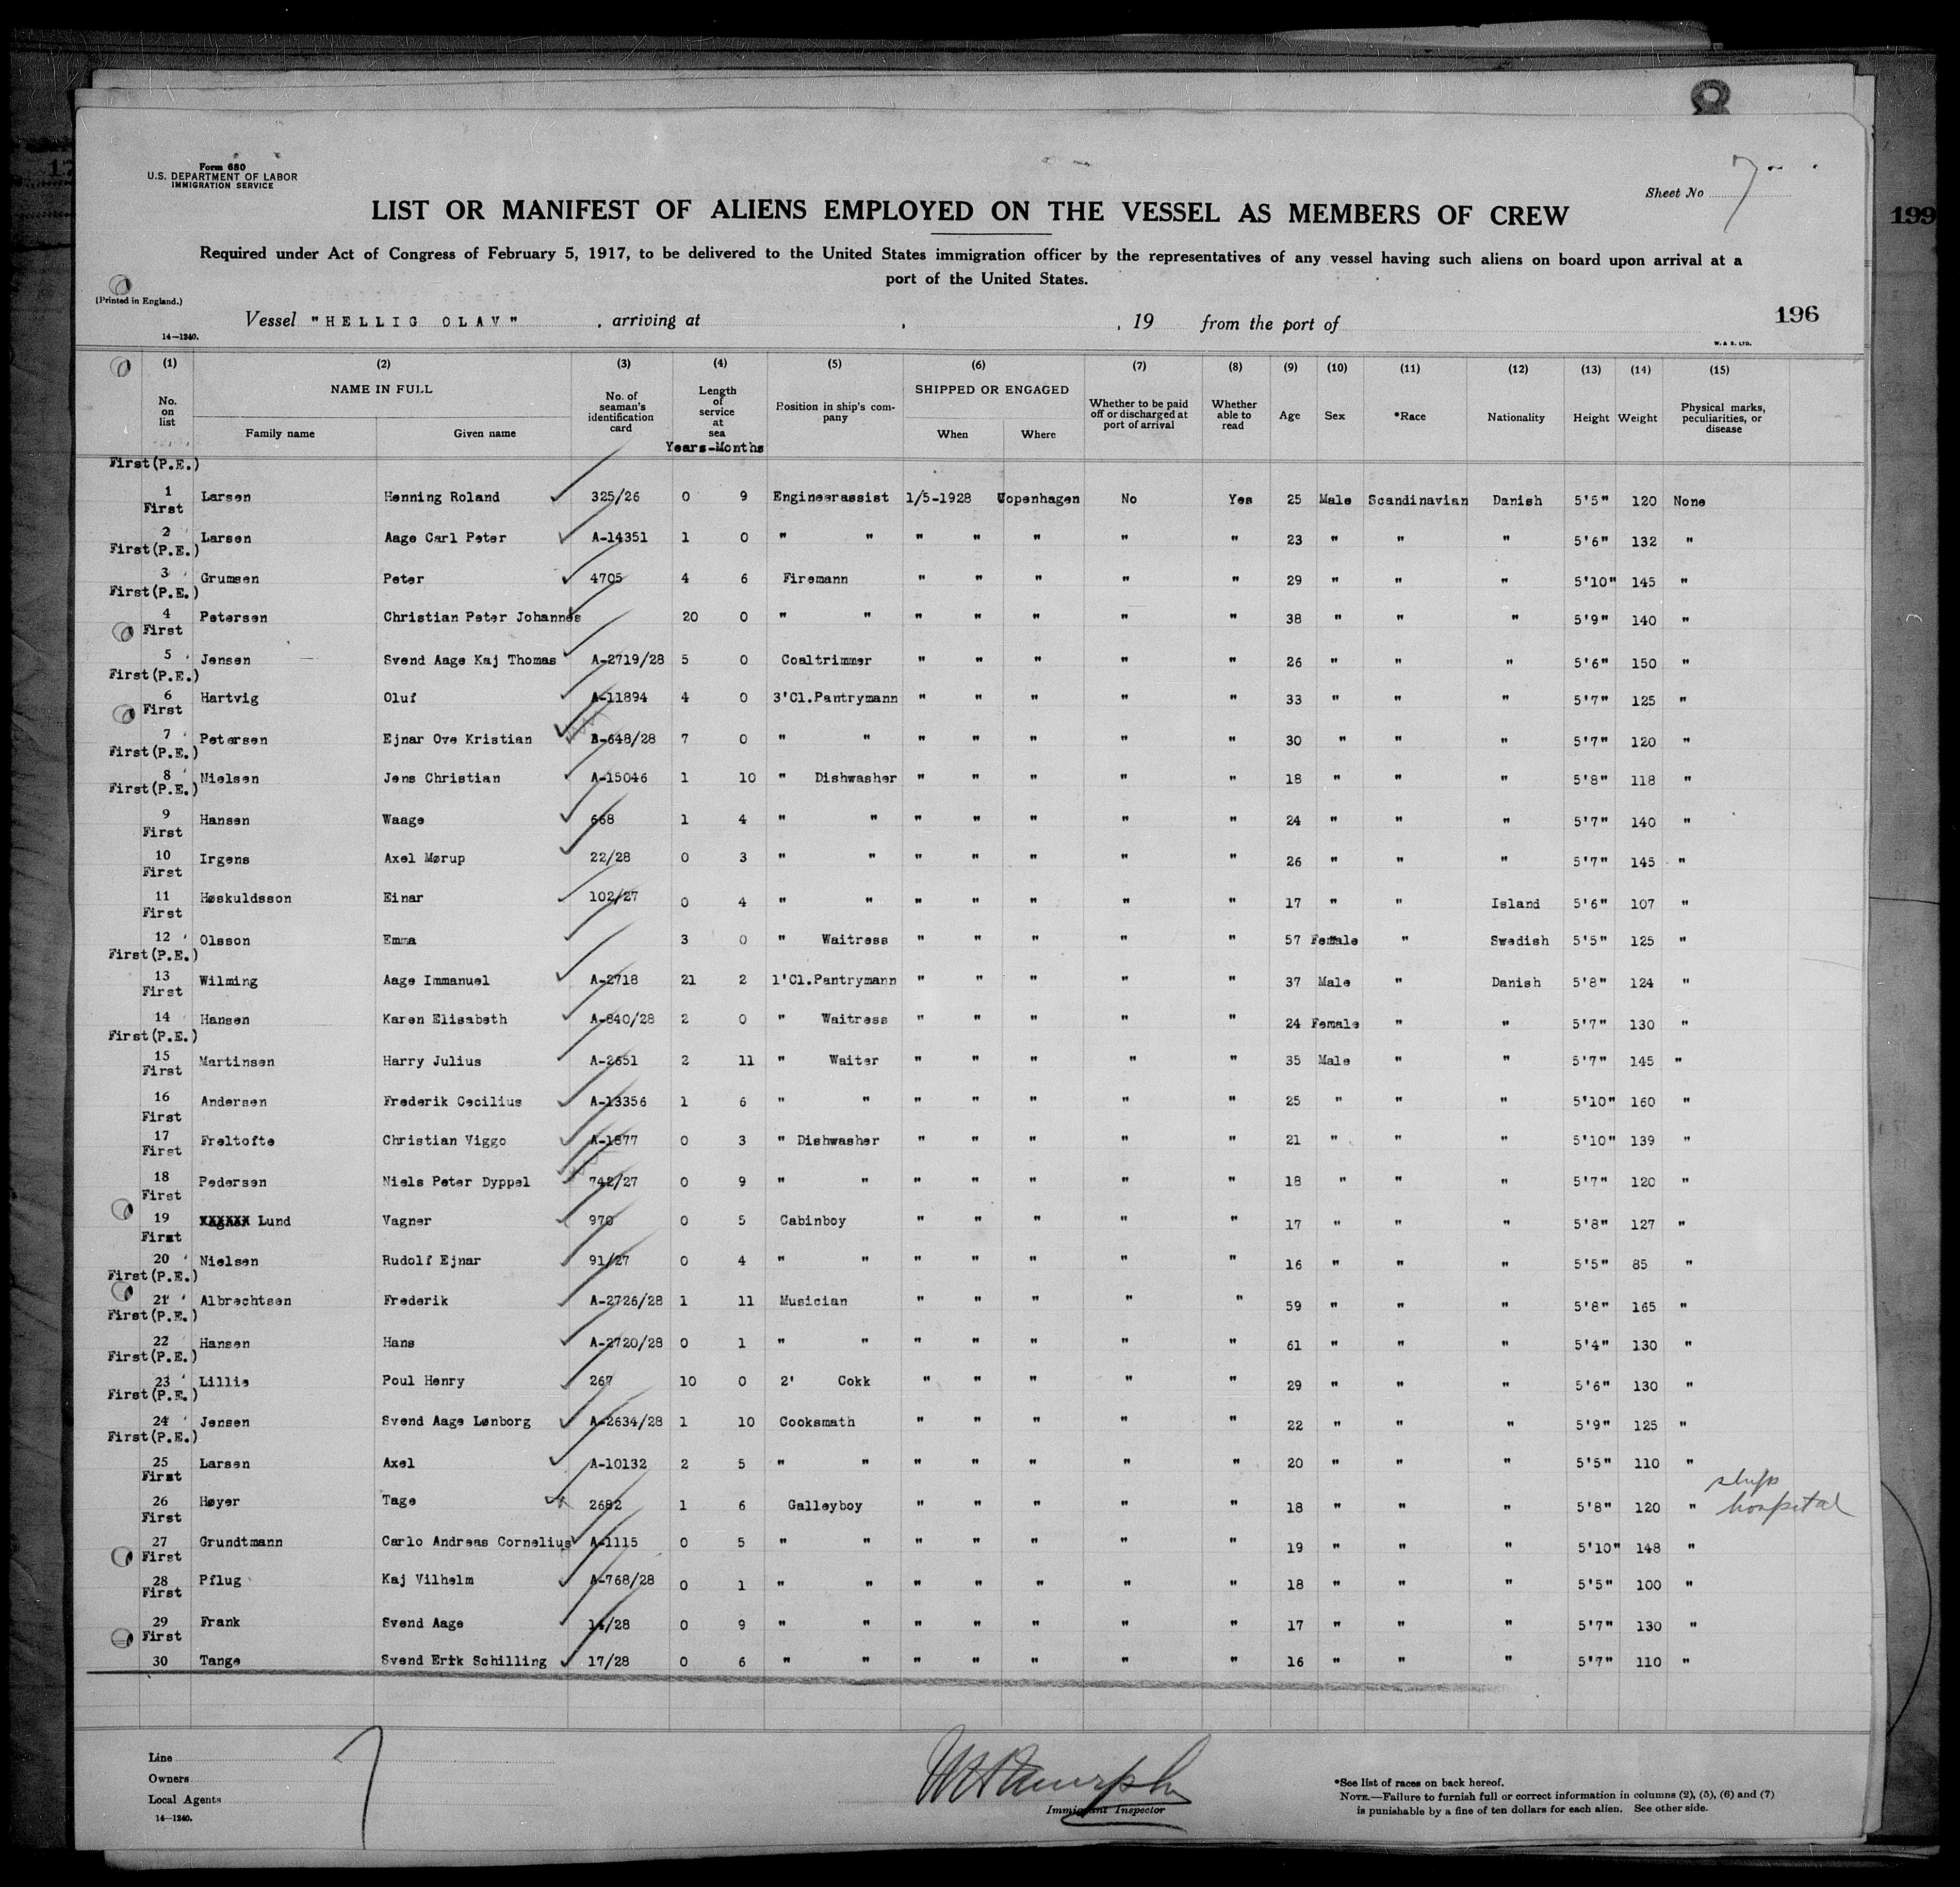 Form 680
U.S. DEPARTMENT OF LABOR
IMMIGRATION SERVICE
Sheet No 7
LIST OR MANIFEST OF ALIENS EMPLOYED ON THE VESSEL AS MEMBERS OF CREW
199
Required under Act of Congress of February 5, 1917, to be delivered to the United States immigration officer by the representatives of any vessel having such aliens on board upon arrival at a
port of the United States.
(Printed in England.)
Vessel "HELLIG OLAV" , arriving at , , 19 from the port of
196
14—1240.
W. & S. LTD.
(1) (2) (3) (4) (5) (6) (7) (8) (9) (10) (11) (12) (13) (14) (15)
No. on list NAME IN FULL Family name Given name No. of seaman's identification card Length of service at sea Years-Months Position in ship's company SHIPPED OR ENGAGED When Where Whether to be paid off or discharged at port of arrival Whether able to read Age Sex *Race Nationality Height Weight Physical marks, peculiarities, or disease
First(P.E.)
1 Larsen Henning Roland 325/26 0 9 Engineerassist 1/5-1928 Copenhagen No Yes 25 Male Scandinavian Danish 5'5" 120 None
First
2 Larsen Aage Carl Peter A-14351 1 0 " " " " " " " 23 " " " 5'6" 132 "
First(P.E.)
3 Grumsen Peter 4705 4 6 Firemann " " " " " 29 " " " 5'10" 145 "
First(P.E.)
4 Petersen Christian Peter Johannes 20 0 " " " " " " " 38 " " " 5'9" 140 "
First
5 Jensen Svend Aage Kaj Thomas A-2719/28 5 0 Coaltrimmer " " " " " 26 " " " 5'6" 150 "
First(P.E.)
6 Hartvig Oluf A-11894 4 0 3'Cl.Pantrymann " " " " " 33 " " " 5'7" 125 "
First
7 Petersen Ejnar Ove Kristian B-648/28 7 0 " " " " " " " 30 " " " 5'7" 120 "
First(P.E.)
8 Nielsen Jens Christian A-15046 1 10 " Dishwasher " " " " " 18 " " " 5'8" 118 "
First(P.E.)
9 Hansen Waage 668 1 4 " " " " " " " 24 " " " 5'7" 140 "
First
10 Irgens Axel Mørup 22/28 0 3 " " " " " " " 26 " " " 5'7" 145 "
First
11 Høskuldsson Einar 102/27 0 4 " " " " " " " 17 " " Island 5'6" 107 "
First
12 Olsson Emma 3 0 " Waitress " " " " " 57 Female " Swedish 5'5" 125 "
First(P.E.)
13 Wilming Aage Immanuel A-2718 21 2 1'Cl.Pantrymann " " " " " 37 Male " Danish 5'8" 124 "
First
14 Hansen Karen Elisabeth A-840/28 2 0 " Waitress " " " " " 24 Female " " 5'7" 130 "
First(P.E.)
15 Martinsen Harry Julius A-2651 2 11 " Waiter " " " " " 35 Male " " 5'7" 145 "
First
16 Andersen Frederik Cecilius A-13356 1 6 " " " " " " " 25 " " " 5'10" 160 "
First
17 Freltofte Christian Viggo A-1877 0 3 " Dishwasher " " " " " 21 " " " 5'10" 139 "
First
18 Pedersen Niels Peter Dyppel 742/27 0 9 " " " " " " " 18 " " " 5'7" 120 "
First
19 Lund Vagner 970 0 5 Cabinboy " " " " " 17 " " " 5'8" 127 "
First
20 Nielsen Rudolf Ejnar 91/27 0 4 " " " " " " " 16 " " " 5'5" 85 "
First(P.E.)
21 Albrechtsen Frederik A-2726/28 1 11 Musician " " " " " 59 " " " 5'8" 165 "
First(P.E.)
22 Hansen Hans A-2720/28 0 1 " " " " " " " 61 " " " 5'4" 130 "
First(P.E.)
23 Lillie Poul Henry 267 10 0 2' Cokk " " " " " 29 " " " 5'6" 130 "
First(P.E.)
24 Jensen Svend Aage Lønborg A-2634/28 1 10 Cooksmath " " " " " 22 " " " 5'9" 125 "
First(P.E.)
25 Larsen Axel A-10132 2 5 " " " " " " " 20 " " " 5'5" 110 "
First
26 Høyer Tage 2682 1 6 Galleyboy " " " " " 18 " " " 5'8" 120 " ships hospital
First
27 Grundtmann Carlo Andreas Cornelius A-1115 0 5 " " " " " " " 19 " " " 5'10" 148 "
First
28 Pflug Kaj Vilhelm A-768/28 0 1 " " " " " " " 18 " " " 5'5" 100 "
First
29 Frank Svend Aage 14/28 0 9 " " " " " " " 17 " " " 5'7" 130 "
First
30 Tange Svend Erik Schilling 17/28 0 6 " " " " " " " 16 " " " 5'7" 110 "
Line
Owners
Local Agents
14—1240.
7
Immigrant Inspector
*See list of races on back hereof.
NOTE.—Failure to furnish full or correct information in columns (2), (5), (6) and (7)
is punishable by a fine of ten dollars for each alien. See other side.